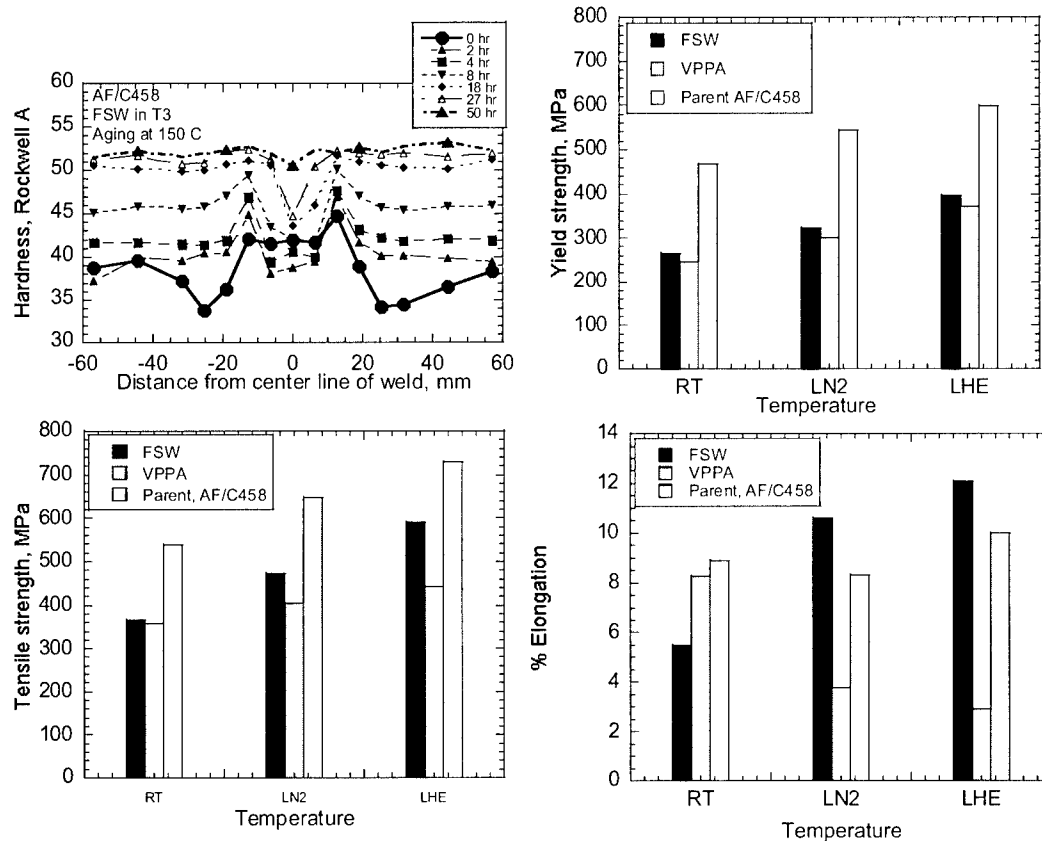 0 hr
2 hr
4 hr
8 hr
18 hr
27 hr
50 hr
AF/C458
FSW in T3
Aging at 150 C
Hardness, Rockwell A
60
55
50
45
40
35
30
-60 -40 -20 0 20 40 60
Distance from center line of weld, mm
FSW
VPPA
Parent AF/C458
Yield strength, MPa
800
700
600
500
400
300
200
100
0
RT LN2 LHE
Temperature
FSW
VPPA
Parent, AF/C458
Tensile strength, MPa
800
700
600
500
400
300
200
100
0
RT LN2 LHE
Temperature
FSW
VPPA
Parent, AF/C458
% Elongation
14
12
10
8
6
4
2
0
RT LN2 LHE
Temperature